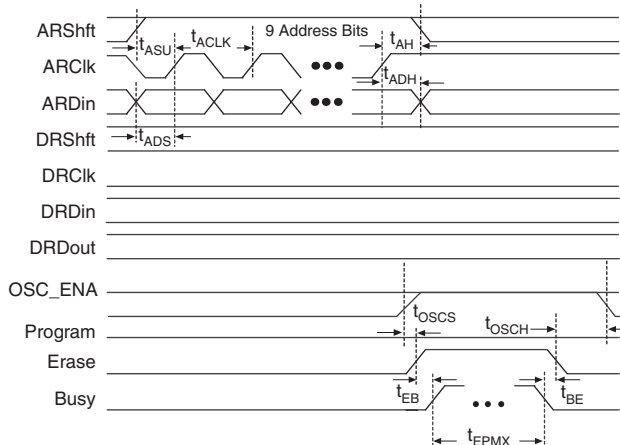 ARShft
9 Address Bits
tASU
tACLK
tAH
ARClk
tADH
ARDin
tADS
DRShft
DRClk
DRDin
DRDout
OSC_ENA
tOSCS
tOSCH
Program
Erase
tEB
tBE
Busy
tEPMX